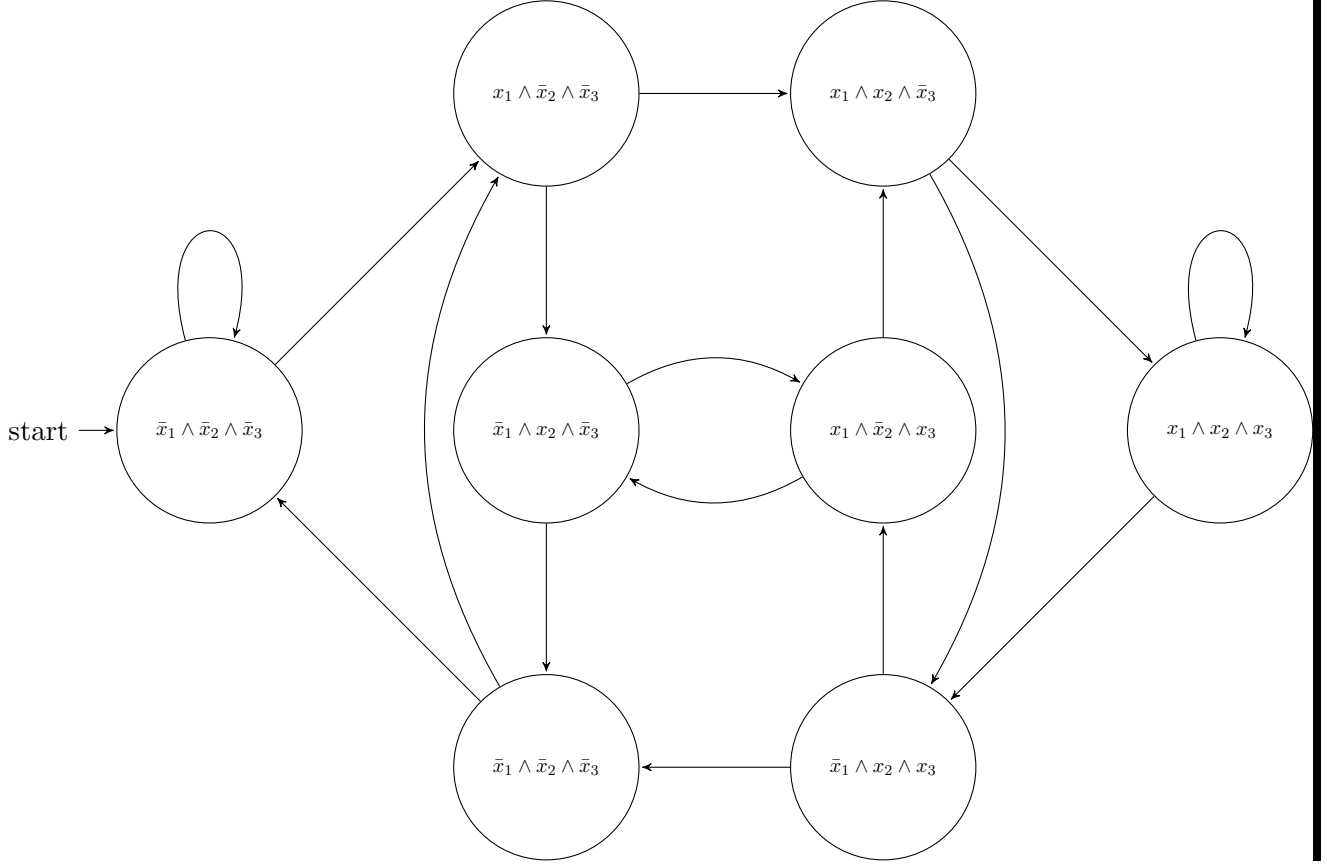 x̄₁ ∧ x̄₂ ∧ x̄₃
x₁ ∧ x̄₂ ∧ x̄₃
x₁ ∧ x₂ ∧ x̄₃
start
x̄₁ ∧ x₂ ∧ x̄₃
x₁ ∧ x̄₂ ∧ x₃
x₁ ∧ x₂ ∧ x₃
x̄₁ ∧ x̄₂ ∧ x̄₃
x̄₁ ∧ x₂ ∧ x₃